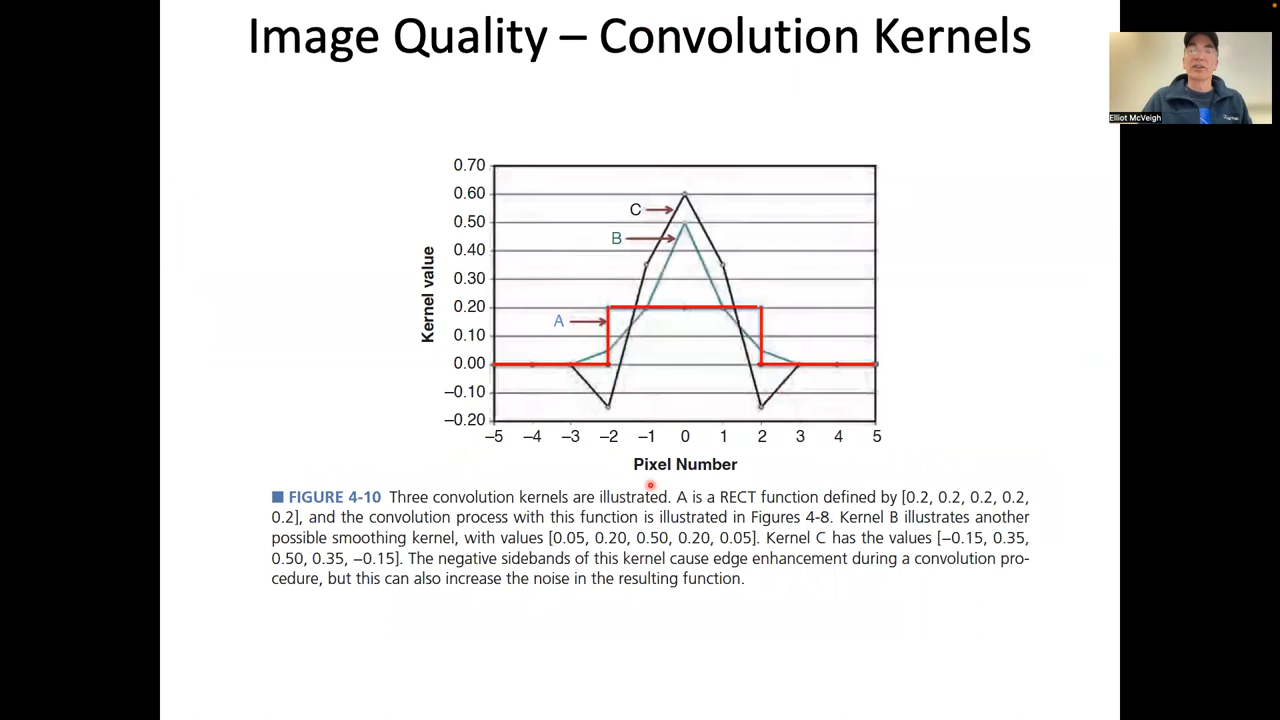 Image Quality – Convolution Kernels
Elliot McVeigh
0.70
0.60
0.50
0.40
0.30
0.20
0.10
0.00
–0.10
–0.20
Kernel value
C
B
A
–5 –4 –3 –2 –1 0 1 2 3 4 5
Pixel Number
■ FIGURE 4-10 Three convolution kernels are illustrated. A is a RECT function defined by [0.2, 0.2, 0.2, 0.2,
0.2], and the convolution process with this function is illustrated in Figures 4-8. Kernel B illustrates another
possible smoothing kernel, with values [0.05, 0.20, 0.50, 0.20, 0.05]. Kernel C has the values [–0.15, 0.35,
0.50, 0.35, –0.15]. The negative sidebands of this kernel cause edge enhancement during a convolution pro-
cedure, but this can also increase the noise in the resulting function.